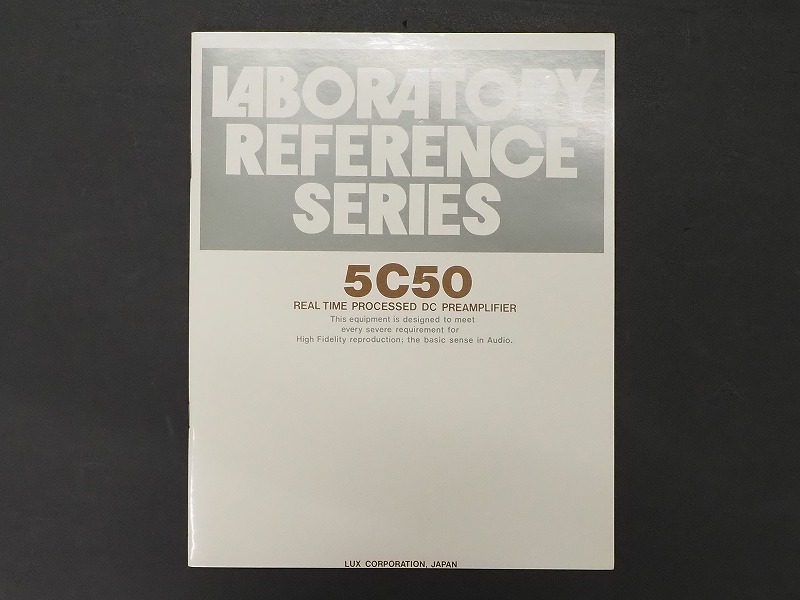 LABORATORY
REFERENCE
SERIES
5C50
REAL TIME PROCESSED DC PREAMPLIFIER
This equipment is designed to meet
every severe requirement for
High Fidelity reproduction; the basic sense in Audio.
LUX CORPORATION, JAPAN